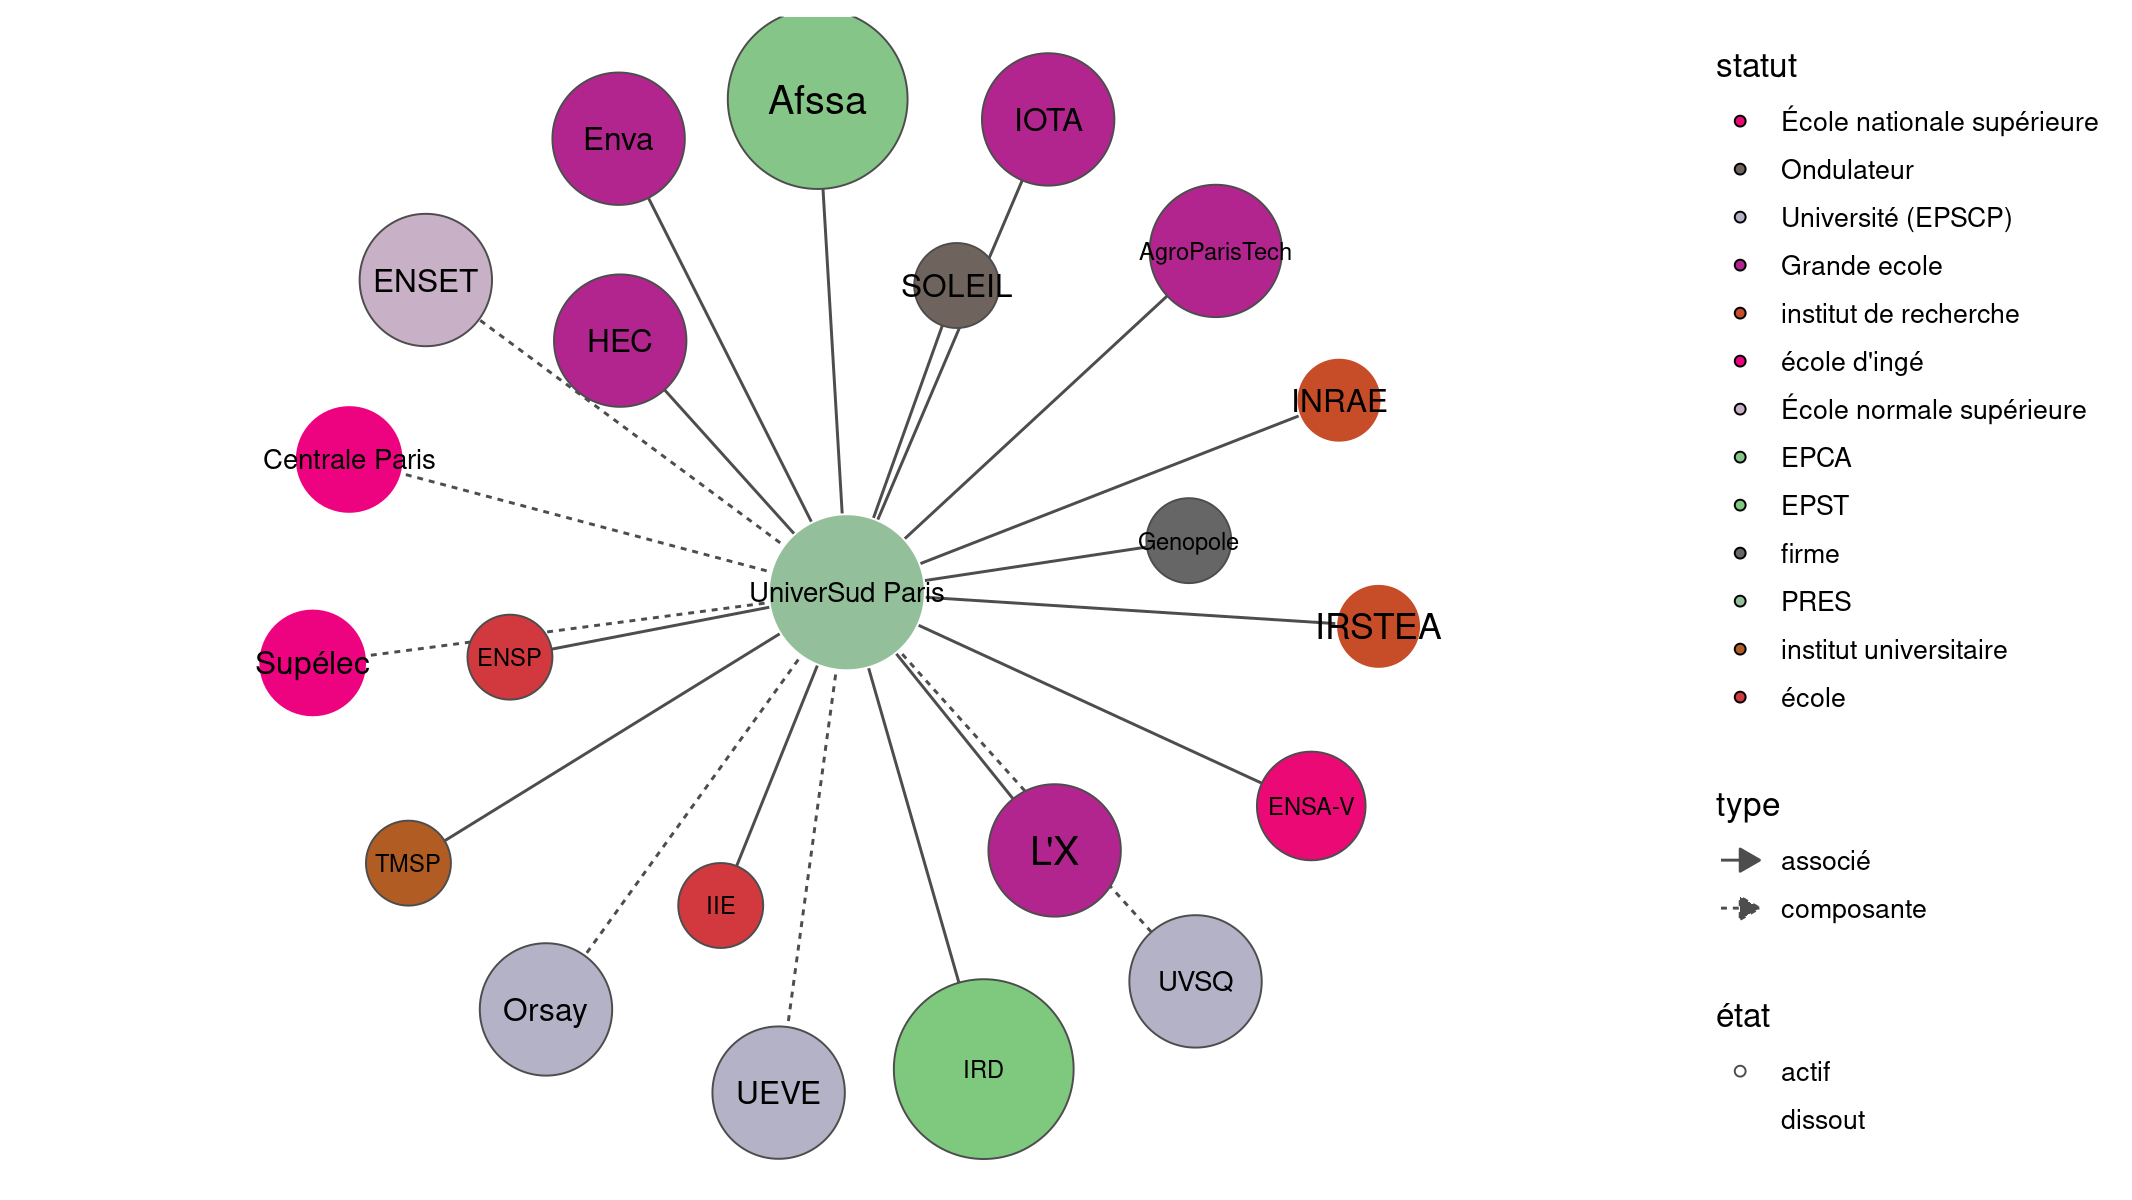 Afssa
IOTA
Enva
AgroParisTech
ENSET
SOLEIL
HEC
INRAE
Centrale Paris
Genopole
UniverSud Paris
IRSTEA
ENSP
Supélec
ENSA-V
L'X
TMSP
IIE
UVSQ
Orsay
IRD
UEVE
statut
École nationale supérieure
Ondulateur
Université (EPSCP)
Grande ecole
institut de recherche
école d'ingé
École normale supérieure
EPCA
EPST
firme
PRES
institut universitaire
école
type
associé
composante
état
actif
dissout